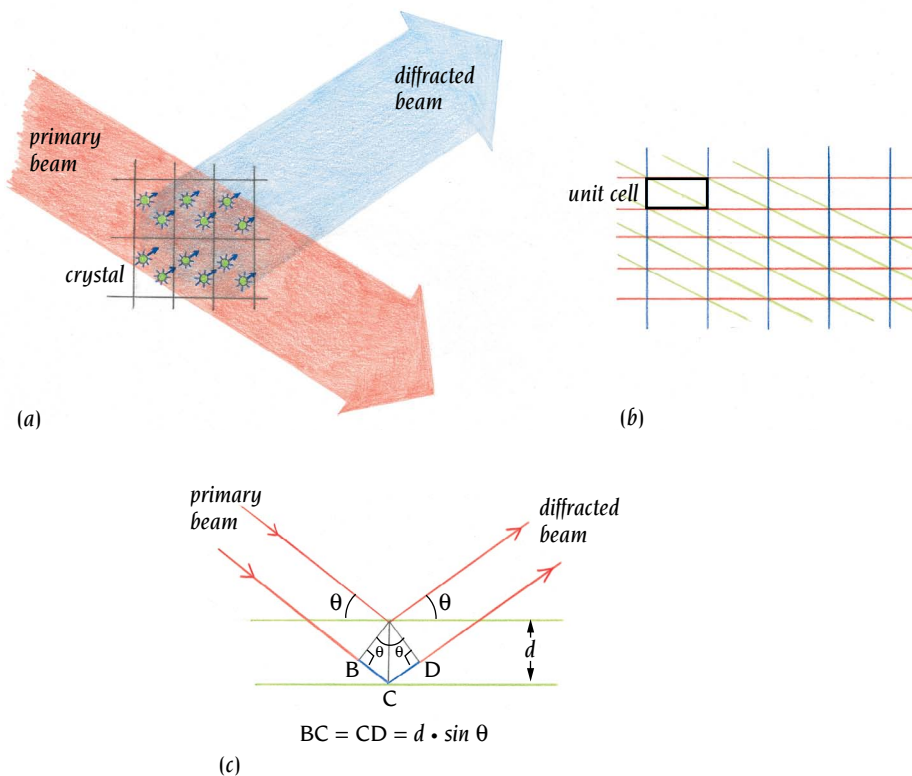 diffracted
beam
primary
beam
crystal
(a)
unit cell
(b)
primary
beam
diffracted
beam
θ
θ
θ
θ
d
B
D
C
BC = CD = d • sin θ
(c)